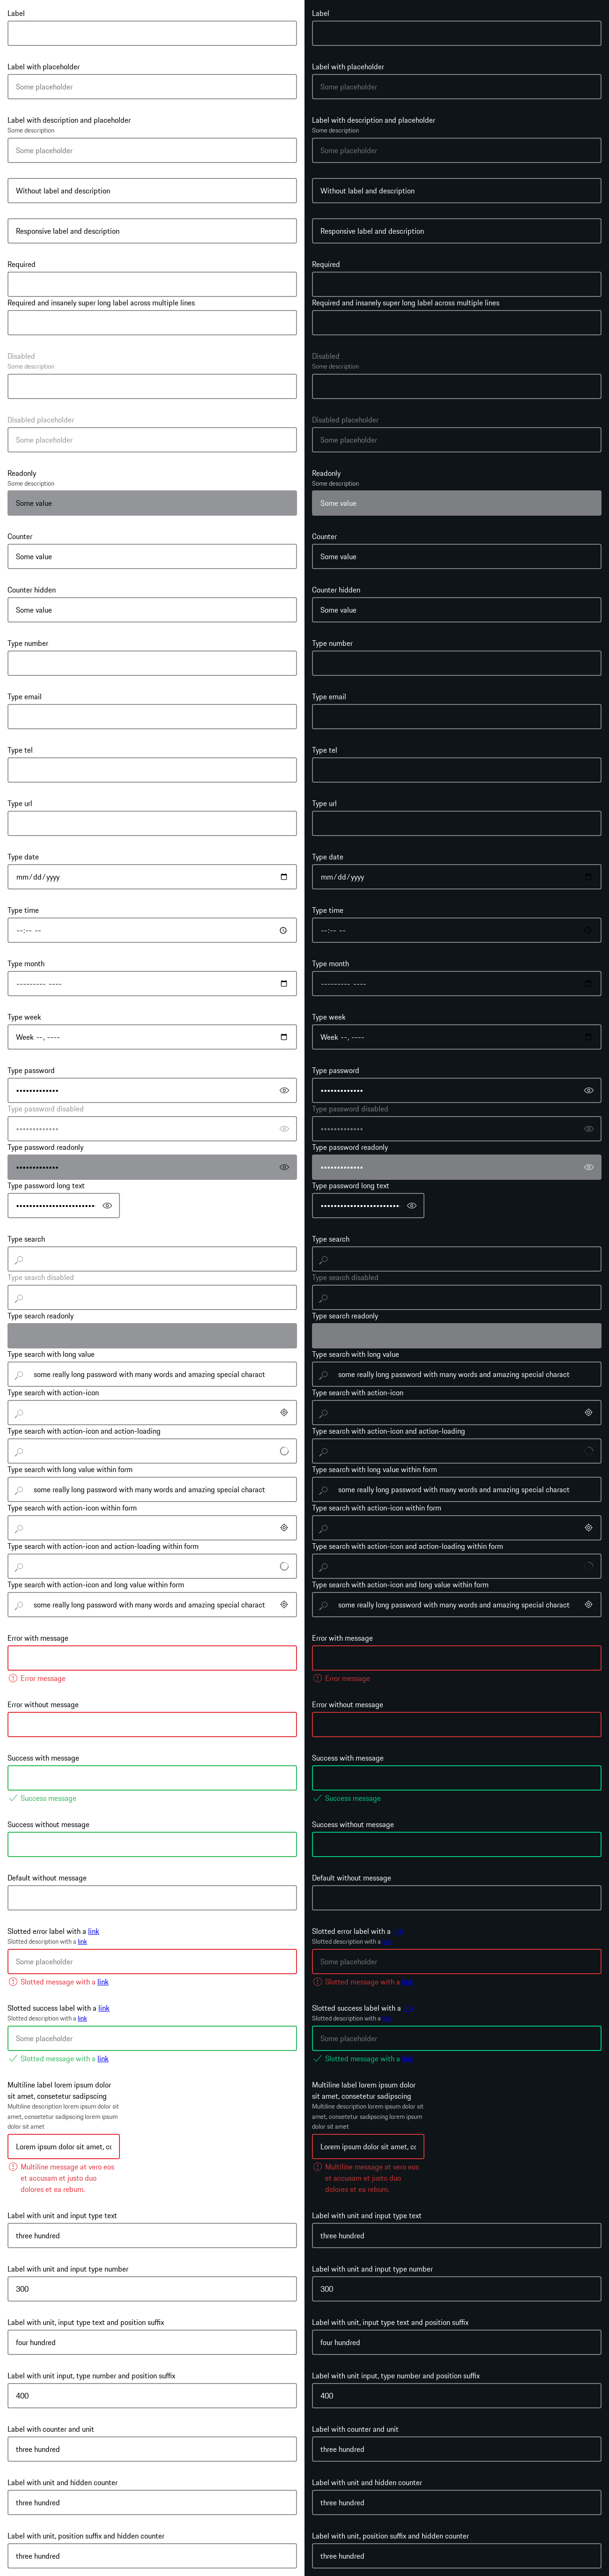 Label
Label with placeholder
Some placeholder
Label with description and placeholder
Some description
Some placeholder
Without label and description
Responsive label and description
Required
Required and insanely super long label across multiple lines
Disabled
Some description
Disabled placeholder
Some placeholder
Readonly
Some description
Some value
Counter
Some value
Counter hidden
Some value
Type number
Type email
Type tel
Type url
Type date
mm/dd/yyyy
Type time
--:-- --
Type month
--------- ----
Type week
Week --, ----
Type password
Type password disabled
Type password readonly
Type password long text
Type search
Type search disabled
Type search readonly
Type search with long value
some really long password with many words and amazing special charact
Type search with action-icon
Type search with action-icon and action-loading
Type search with long value within form
some really long password with many words and amazing special charact
Type search with action-icon within form
Type search with action-icon and action-loading within form
Type search with action-icon and long value within form
some really long password with many words and amazing special charact
Error with message
Error message
Error without message
Success with message
Success message
Success without message
Default without message
Slotted error label with a link
Slotted description with a link
Some placeholder
Slotted message with a link
Slotted success label with a link
Slotted description with a link
Some placeholder
Slotted message with a link
Multiline label lorem ipsum dolor
sit amet, consetetur sadipscing
Multiline description lorem ipsum dolor sit
amet, consetetur sadipscing lorem ipsum
dolor sit amet
Lorem ipsum dolor sit amet, cc
Multiline message at vero eos
et accusam et justo duo
dolores et ea rebum.
Label with unit and input type text
three hundred
Label with unit and input type number
300
Label with unit, input type text and position suffix
four hundred
Label with unit input, type number and position suffix
400
Label with counter and unit
three hundred
Label with unit and hidden counter
three hundred
Label with unit, position suffix and hidden counter
three hundred
Label
Label with placeholder
Some placeholder
Label with description and placeholder
Some description
Some placeholder
Without label and description
Responsive label and description
Required
Required and insanely super long label across multiple lines
Disabled
Some description
Disabled placeholder
Some placeholder
Readonly
Some description
Some value
Counter
Some value
Counter hidden
Some value
Type number
Type email
Type tel
Type url
Type date
mm/dd/yyyy
Type time
--:-- --
Type month
--------- ----
Type week
Week --, ----
Type password
Type password disabled
Type password readonly
Type password long text
Type search
Type search disabled
Type search readonly
Type search with long value
some really long password with many words and amazing special charact
Type search with action-icon
Type search with action-icon and action-loading
Type search with long value within form
some really long password with many words and amazing special charact
Type search with action-icon within form
Type search with action-icon and action-loading within form
Type search with action-icon and long value within form
some really long password with many words and amazing special charact
Error with message
Error message
Error without message
Success with message
Success message
Success without message
Default without message
Slotted error label with a link
Slotted description with a link
Some placeholder
Slotted message with a link
Slotted success label with a link
Slotted description with a link
Some placeholder
Slotted message with a link
Multiline label lorem ipsum dolor
sit amet, consetetur sadipscing
Multiline description lorem ipsum dolor sit
amet, consetetur sadipscing lorem ipsum
dolor sit amet
Lorem ipsum dolor sit amet, cc
Multiline message at vero eos
et accusam et justo duo
dolores et ea rebum.
Label with unit and input type text
three hundred
Label with unit and input type number
300
Label with unit, input type text and position suffix
four hundred
Label with unit input, type number and position suffix
400
Label with counter and unit
three hundred
Label with unit and hidden counter
three hundred
Label with unit, position suffix and hidden counter
three hundred